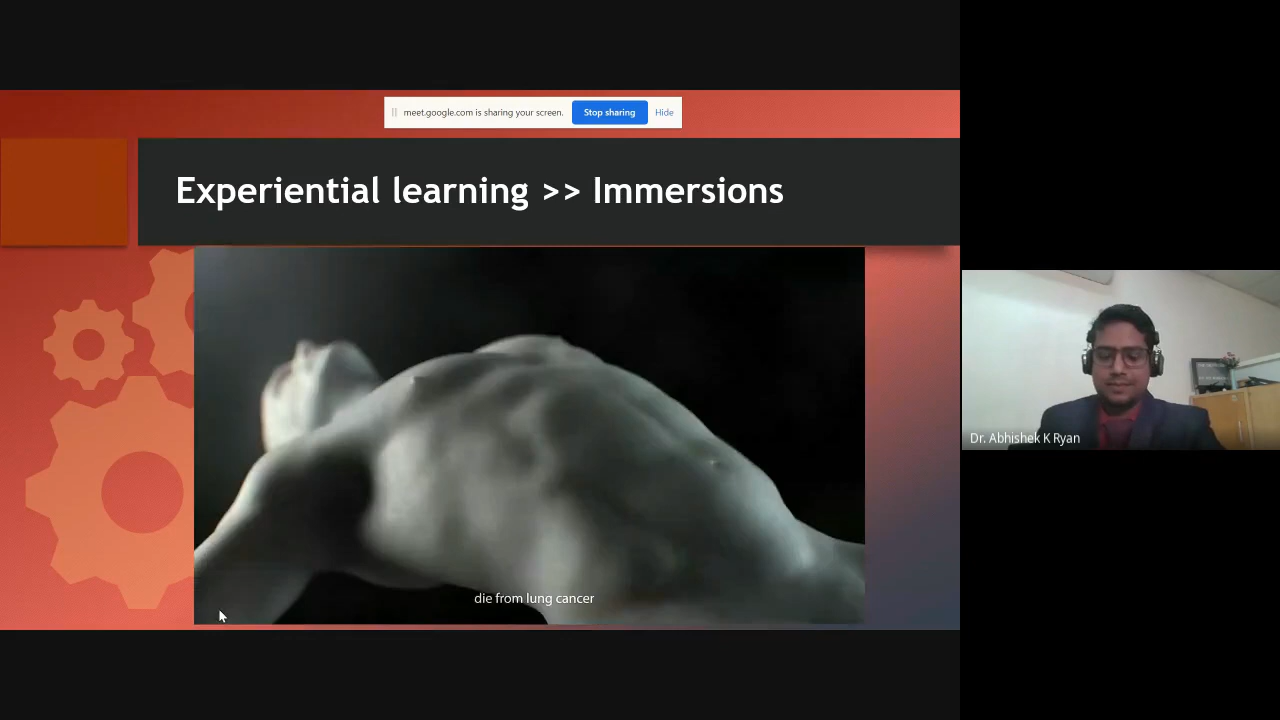 meet.google.com is sharing your screen. Stop sharing Hide
Experiential learning >> Immersions
die from lung cancer
Dr. Abhishek K Ryan